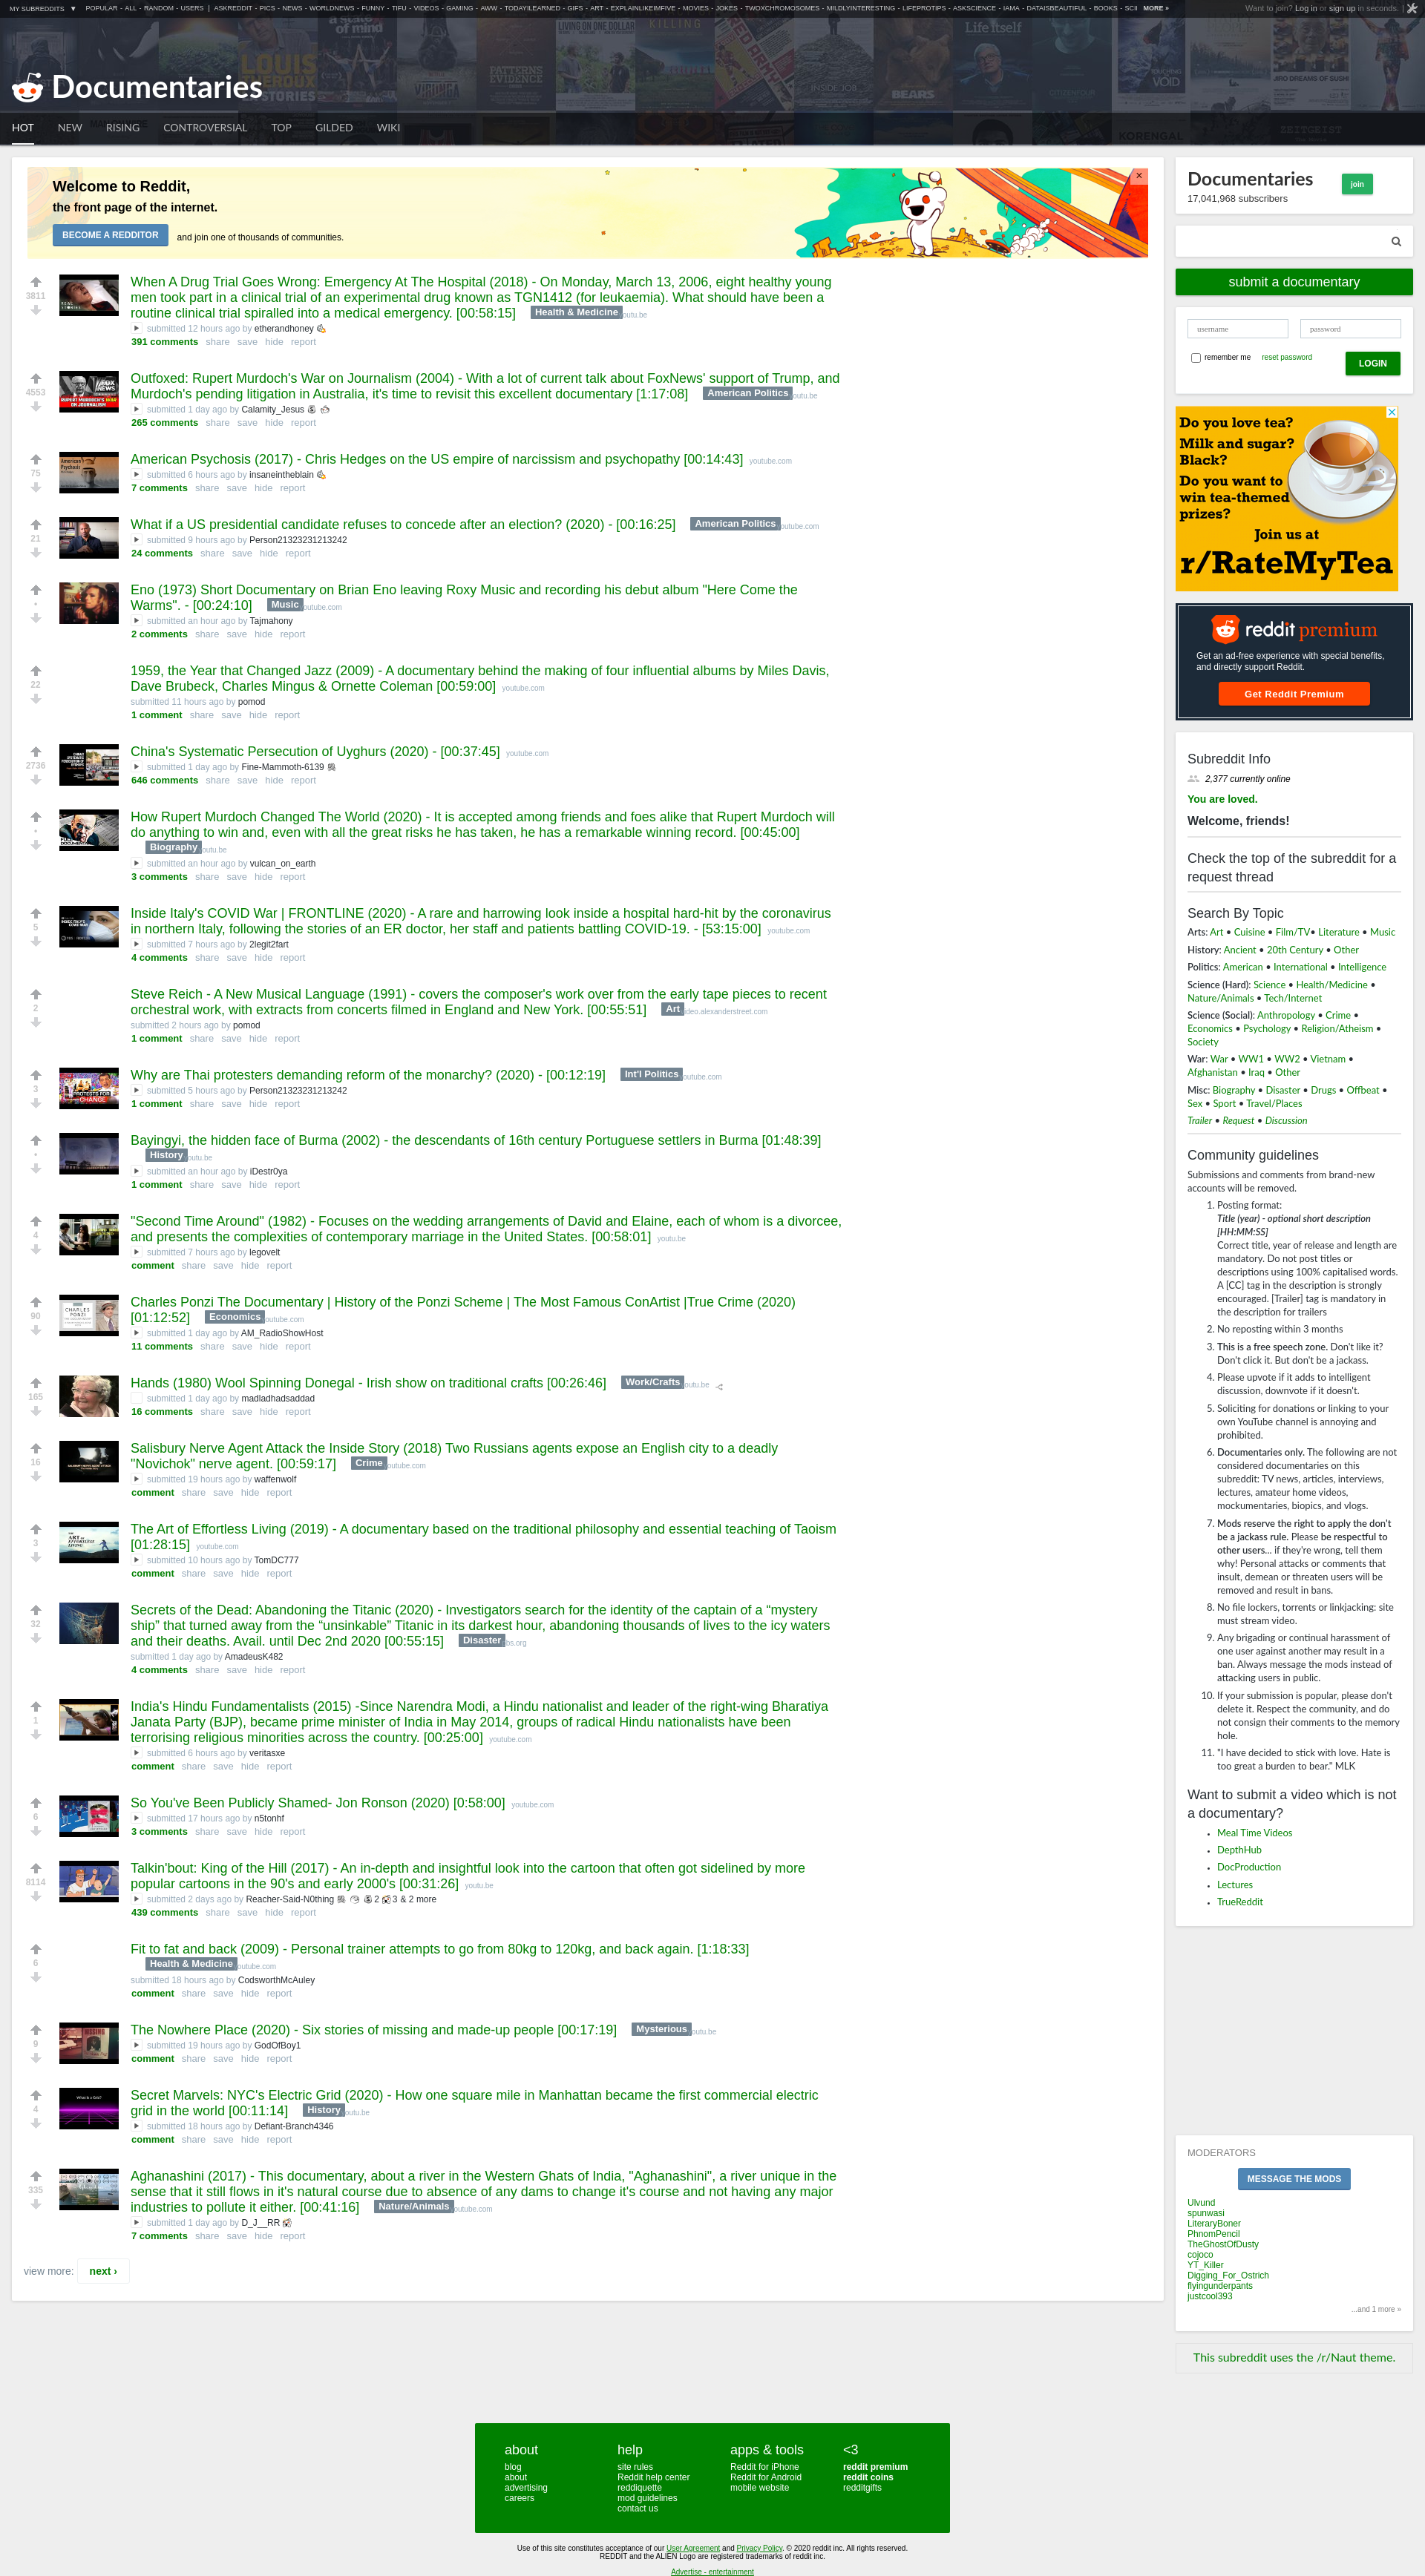 MY SUBREDDITS ▼ POPULAR - ALL - RANDOM - USERS | ASKREDDIT - PICS - NEWS - WORLDNEWS - FUNNY - TIFU - VIDEOS - GAMING - AWW - TODAYILEARNED - GIFS - ART - EXPLAINLIKEIMFIVE - MOVIES - JOKES - TWOXCHROMOSOMES - MILDLYINTERESTING - LIFEPROTIPS - ASKSCIENCE - IAMA - DATAISBEAUTIFUL - BOOKS - SCII MORE »
Want to join? Log in or sign up in seconds. |
Documentaries
HOT NEW RISING CONTROVERSIAL TOP GILDED WIKI
Welcome to Reddit,
the front page of the internet.
BECOME A REDDITOR and join one of thousands of communities.
3811
When A Drug Trial Goes Wrong: Emergency At The Hospital (2018) - On Monday, March 13, 2006, eight healthy young
men took part in a clinical trial of an experimental drug known as TGN1412 (for leukaemia). What should have been a
routine clinical trial spiralled into a medical emergency. [00:58:15] Health & Medicine outu.be
submitted 12 hours ago by etherandhoney
391 comments share save hide report
4553
Outfoxed: Rupert Murdoch's War on Journalism (2004) - With a lot of current talk about FoxNews' support of Trump, and
Murdoch's pending litigation in Australia, it's time to revisit this excellent documentary [1:17:08] American Politics outu.be
submitted 1 day ago by Calamity_Jesus
265 comments share save hide report
75
American Psychosis (2017) - Chris Hedges on the US empire of narcissism and psychopathy [00:14:43] youtube.com
submitted 6 hours ago by insaneintheblain
7 comments share save hide report
21
What if a US presidential candidate refuses to concede after an election? (2020) - [00:16:25] American Politics outube.com
submitted 9 hours ago by Person21323231213242
24 comments share save hide report
•
Eno (1973) Short Documentary on Brian Eno leaving Roxy Music and recording his debut album "Here Come the
Warms". - [00:24:10] Music outube.com
submitted an hour ago by Tajmahony
2 comments share save hide report
22
1959, the Year that Changed Jazz (2009) - A documentary behind the making of four influential albums by Miles Davis,
Dave Brubeck, Charles Mingus & Ornette Coleman [00:59:00] youtube.com
submitted 11 hours ago by pomod
1 comment share save hide report
2736
China's Systematic Persecution of Uyghurs (2020) - [00:37:45] youtube.com
submitted 1 day ago by Fine-Mammoth-6139
646 comments share save hide report
•
How Rupert Murdoch Changed The World (2020) - It is accepted among friends and foes alike that Rupert Murdoch will
do anything to win and, even with all the great risks he has taken, he has a remarkable winning record. [00:45:00]
Biography outu.be
submitted an hour ago by vulcan_on_earth
3 comments share save hide report
5
Inside Italy's COVID War | FRONTLINE (2020) - A rare and harrowing look inside a hospital hard-hit by the coronavirus
in northern Italy, following the stories of an ER doctor, her staff and patients battling COVID-19. - [53:15:00] youtube.com
submitted 7 hours ago by 2legit2fart
4 comments share save hide report
2
Steve Reich - A New Musical Language (1991) - covers the composer's work over from the early tape pieces to recent
orchestral work, with extracts from concerts filmed in England and New York. [00:55:51] Art ideo.alexanderstreet.com
submitted 2 hours ago by pomod
1 comment share save hide report
3
Why are Thai protesters demanding reform of the monarchy? (2020) - [00:12:19] Int'l Politics outube.com
submitted 5 hours ago by Person21323231213242
1 comment share save hide report
•
Bayingyi, the hidden face of Burma (2002) - the descendants of 16th century Portuguese settlers in Burma [01:48:39]
History outu.be
submitted an hour ago by iDestr0ya
1 comment share save hide report
4
"Second Time Around" (1982) - Focuses on the wedding arrangements of David and Elaine, each of whom is a divorcee,
and presents the complexities of contemporary marriage in the United States. [00:58:01] youtu.be
submitted 7 hours ago by legovelt
comment share save hide report
90
Charles Ponzi The Documentary | History of the Ponzi Scheme | The Most Famous ConArtist |True Crime (2020)
[01:12:52] Economics outube.com
submitted 1 day ago by AM_RadioShowHost
11 comments share save hide report
165
Hands (1980) Wool Spinning Donegal - Irish show on traditional crafts [00:26:46] Work/Crafts outu.be
submitted 1 day ago by madladhadsaddad
16 comments share save hide report
16
Salisbury Nerve Agent Attack the Inside Story (2018) Two Russians agents expose an English city to a deadly
"Novichok" nerve agent. [00:59:17] Crime outube.com
submitted 19 hours ago by waffenwolf
comment share save hide report
3
The Art of Effortless Living (2019) - A documentary based on the traditional philosophy and essential teaching of Taoism
[01:28:15] youtube.com
submitted 10 hours ago by TomDC777
comment share save hide report
32
Secrets of the Dead: Abandoning the Titanic (2020) - Investigators search for the identity of the captain of a “mystery
ship” that turned away from the “unsinkable” Titanic in its darkest hour, abandoning thousands of lives to the icy waters
and their deaths. Avail. until Dec 2nd 2020 [00:55:15] Disaster bs.org
submitted 1 day ago by AmadeusK482
4 comments share save hide report
1
India's Hindu Fundamentalists (2015) -Since Narendra Modi, a Hindu nationalist and leader of the right-wing Bharatiya
Janata Party (BJP), became prime minister of India in May 2014, groups of radical Hindu nationalists have been
terrorising religious minorities across the country. [00:25:00] youtube.com
submitted 6 hours ago by veritasxe
comment share save hide report
6
So You've Been Publicly Shamed- Jon Ronson (2020) [0:58:00] youtube.com
submitted 17 hours ago by n5tonhf
3 comments share save hide report
8114
Talkin'bout: King of the Hill (2017) - An in-depth and insightful look into the cartoon that often got sidelined by more
popular cartoons in the 90's and early 2000's [00:31:26] youtu.be
submitted 2 days ago by Reacher-Said-N0thing 2 3 & 2 more
439 comments share save hide report
6
Fit to fat and back (2009) - Personal trainer attempts to go from 80kg to 120kg, and back again. [1:18:33]
Health & Medicine outube.com
submitted 18 hours ago by CodsworthMcAuley
comment share save hide report
9
The Nowhere Place (2020) - Six stories of missing and made-up people [00:17:19] Mysterious outu.be
submitted 19 hours ago by GodOfBoy1
comment share save hide report
4
Secret Marvels: NYC's Electric Grid (2020) - How one square mile in Manhattan became the first commercial electric
grid in the world [00:11:14] History outu.be
submitted 18 hours ago by Defiant-Branch4346
comment share save hide report
335
Aghanashini (2017) - This documentary, about a river in the Western Ghats of India, "Aghanashini", a river unique in the
sense that it still flows in it's natural course due to absence of any dams to change it's course and not having any major
industries to pollute it either. [00:41:16] Nature/Animals outube.com
submitted 1 day ago by D_J__RR
7 comments share save hide report
view more: next ›
Documentaries join
17,041,968 subscribers
submit a documentary
username password
remember me reset password LOGIN
Do you love tea?
Milk and sugar?
Black?
Do you want to
win tea-themed
prizes?
Join us at
r/RateMyTea
reddit premium
Get an ad-free experience with special benefits,
and directly support Reddit.
Get Reddit Premium
Subreddit Info
2,377 currently online
You are loved.
Welcome, friends!
Check the top of the subreddit for a
request thread
Search By Topic
Arts: Art • Cuisine • Film/TV• Literature • Music
History: Ancient • 20th Century • Other
Politics: American • International • Intelligence
Science (Hard): Science • Health/Medicine •
Nature/Animals • Tech/Internet
Science (Social): Anthropology • Crime •
Economics • Psychology • Religion/Atheism •
Society
War: War • WW1 • WW2 • Vietnam •
Afghanistan • Iraq • Other
Misc: Biography • Disaster • Drugs • Offbeat •
Sex • Sport • Travel/Places
Trailer • Request • Discussion
Community guidelines
Submissions and comments from brand-new
accounts will be removed.
1. Posting format:
Title (year) - optional short description
[HH:MM:SS]
Correct title, year of release and length are
mandatory. Do not post titles or
descriptions using 100% capitalised words.
A [CC] tag in the description is strongly
encouraged. [Trailer] tag is mandatory in
the description for trailers
2. No reposting within 3 months
3. This is a free speech zone. Don't like it?
Don't click it. But don't be a jackass.
4. Please upvote if it adds to intelligent
discussion, downvote if it doesn't.
5. Soliciting for donations or linking to your
own YouTube channel is annoying and
prohibited.
6. Documentaries only. The following are not
considered documentaries on this
subreddit: TV news, articles, interviews,
lectures, amateur home videos,
mockumentaries, biopics, and vlogs.
7. Mods reserve the right to apply the don't
be a jackass rule. Please be respectful to
other users... if they're wrong, tell them
why! Personal attacks or comments that
insult, demean or threaten users will be
removed and result in bans.
8. No file lockers, torrents or linkjacking: site
must stream video.
9. Any brigading or continual harassment of
one user against another may result in a
ban. Always message the mods instead of
attacking users in public.
10. If your submission is popular, please don't
delete it. Respect the community, and do
not consign their comments to the memory
hole.
11. "I have decided to stick with love. Hate is
too great a burden to bear." MLK
Want to submit a video which is not
a documentary?
• Meal Time Videos
• DepthHub
• DocProduction
• Lectures
• TrueReddit
MODERATORS
MESSAGE THE MODS
Ulvund
spunwasi
LiteraryBoner
PhnomPencil
TheGhostOfDusty
cojoco
YT_Killer
Digging_For_Ostrich
flyingunderpants
justcool393
...and 1 more »
This subreddit uses the /r/Naut theme.
about
blog
about
advertising
careers
help
site rules
Reddit help center
reddiquette
mod guidelines
contact us
apps & tools
Reddit for iPhone
Reddit for Android
mobile website
<3
reddit premium
reddit coins
redditgifts
Use of this site constitutes acceptance of our User Agreement and Privacy Policy. © 2020 reddit inc. All rights reserved.
REDDIT and the ALIEN Logo are registered trademarks of reddit inc.
Advertise - entertainment